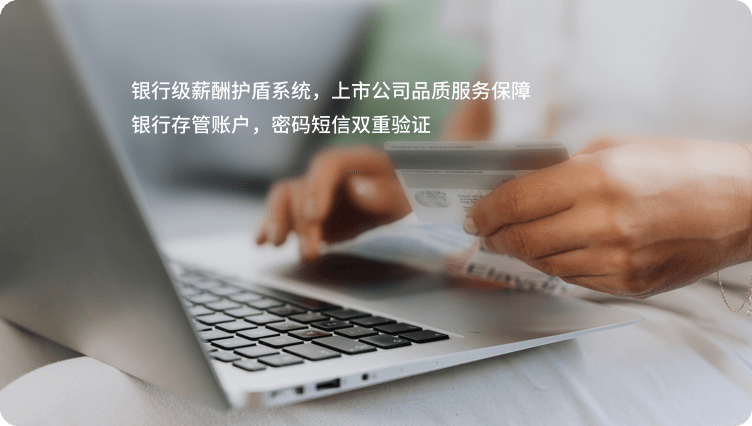 银行级薪酬护盾系统，上市公司品质服务保障
银行存管账户，密码短信双重验证